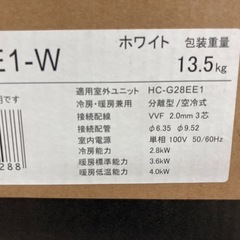 E1-W
ホワイト
包装重量
13.5kg
適用室外ユニット HC-G28EE1
冷房・暖房兼用 分離型/空冷式
接続配線 VVF 2.0mm 3芯
接続配管 φ6.35 φ9.52
室内電源 単相 100V 50/60Hz
冷房能力 2.8kW
暖房標準能力 3.6kW
暖房低温能力 4.0kW
用です
288